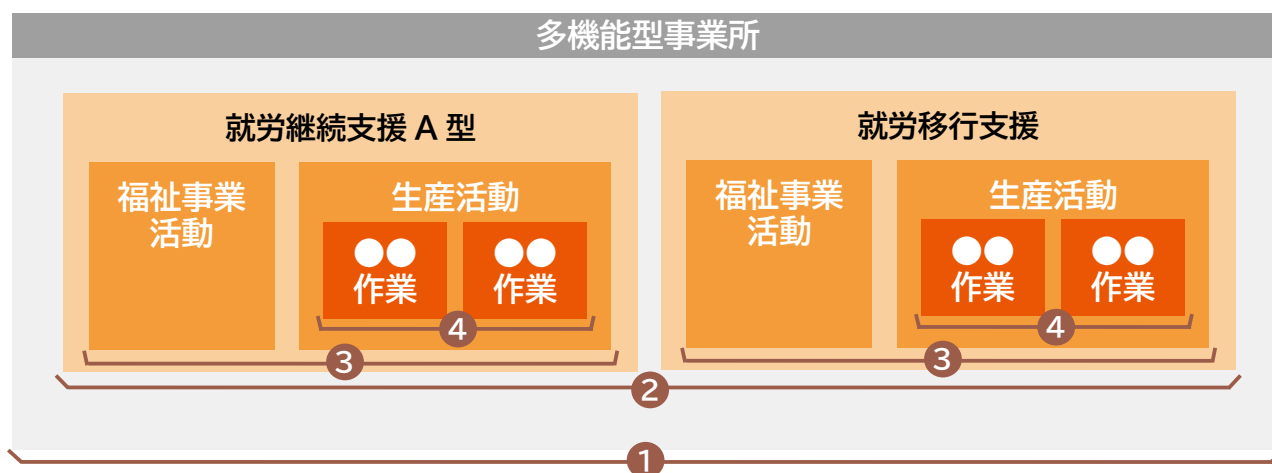 多機能型事業所
就労継続支援 A 型
福祉事業
活動
生産活動
●●
作業
●●
作業
4
3
就労移行支援
福祉事業
活動
生産活動
●●
作業
●●
作業
4
3
2
1